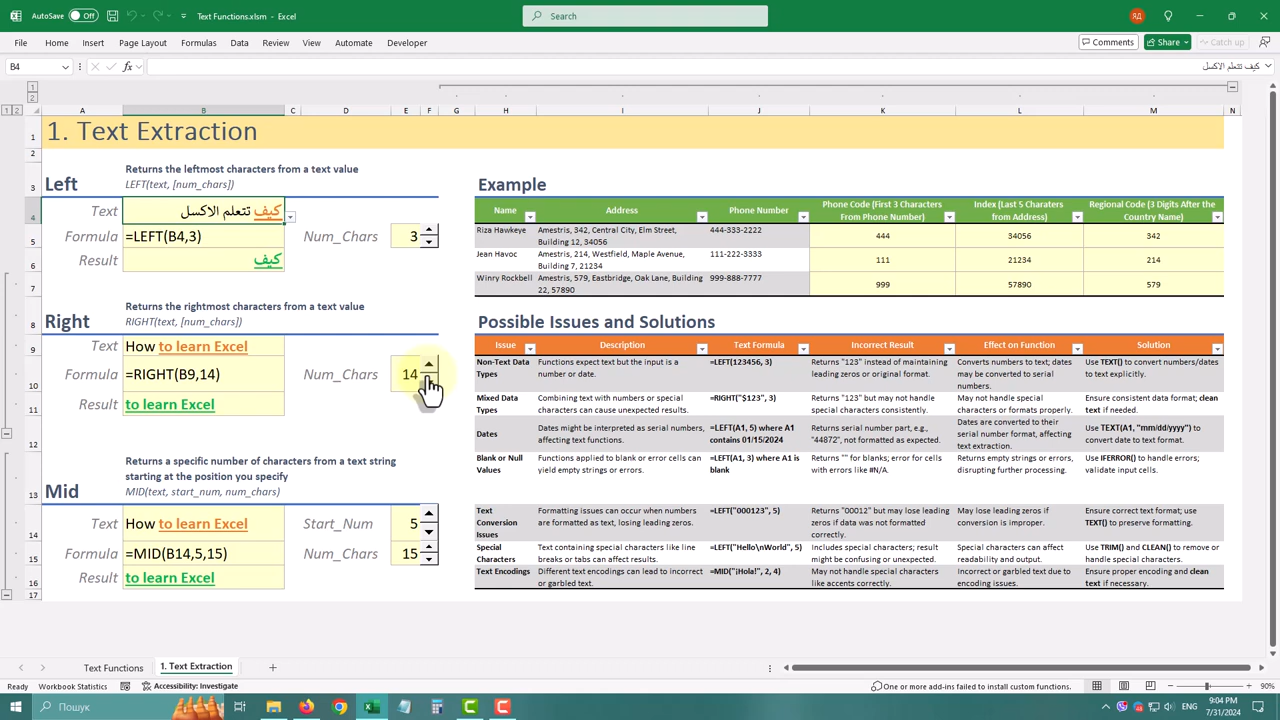 AutoSave Off
Text Functions.xlsm - Excel
Search
РД
File Home Insert Page Layout Formulas Data Review View Automate Developer
Comments Share Catch up
B4
fx
كيف تتعلم الاكسل
1
2
1 2
A B C D E F G H I J K L M N
1 1. Text Extraction
2
Returns the leftmost characters from a text value
3 Left LEFT(text, [num_chars])
4 Text كيف تتعلم الاكسل
5 Formula =LEFT(B4,3) Num_Chars 3
6 Result كيف
7
Returns the rightmost characters from a text value
8 Right RIGHT(text, [num_chars])
9 Text How to learn Excel
10 Formula =RIGHT(B9,14) Num_Chars 14
11 Result to learn Excel
12
Returns a specific number of characters from a text string
starting at the position you specify
13 Mid MID(text, start_num, num_chars)
14 Text How to learn Excel Start_Num 5
15 Formula =MID(B14,5,15) Num_Chars 15
16 Result to learn Excel
17
Example
Name Address Phone Number Phone Code (First 3 Characters From Phone Number) Index (Last 5 Charaters from Address) Regional Code (3 Digits After the Country Name)
Riza Hawkeye Amestris, 342, Central City, Elm Street, Building 12, 34056 444-333-2222 444 34056 342
Jean Havoc Amestris, 214, Westfield, Maple Avenue, Building 7, 21234 111-222-3333 111 21234 214
Winry Rockbell Amestris, 579, Eastbridge, Oak Lane, Building 22, 57890 999-888-7777 999 57890 579
Possible Issues and Solutions
Issue Description Text Formula Incorrect Result Effect on Function Solution
Non-Text Data Types Functions expect text but the input is a number or date. =LEFT(123456, 3) Returns "123" instead of maintaining leading zeros or original format. Converts numbers to text; dates may be converted to serial numbers. Use TEXT() to convert numbers/dates to text explicitly.
Mixed Data Types Combining text with numbers or special characters can cause unexpected results. =RIGHT("$123", 3) Returns "123" but may not handle special characters consistently. May not handle special characters or formats properly. Ensure consistent data format; clean text if needed.
Dates Dates might be interpreted as serial numbers, affecting text functions. =LEFT(A1, 5) where A1 contains 01/15/2024 Returns serial number part, e.g., "44872", not formatted as expected. Dates are converted to their serial number format, affecting text extraction. Use TEXT(A1, "mm/dd/yyyy") to convert date to text format.
Blank or Null Values Functions applied to blank or error cells can yield empty strings or errors. =LEFT(A1, 3) where A1 is blank Returns "" for blanks; error for cells with errors like #N/A. Returns empty strings or errors, disrupting further processing. Use IFERROR() to handle errors; validate input cells.
Text Conversion Issues Formatting issues can occur when numbers are formatted as text, losing leading zeros. =LEFT("000123", 5) Returns "00012" but may lose leading zeros if data was not formatted correctly. May lose leading zeros if conversion is improper. Ensure correct text format; use TEXT() to preserve formatting.
Special Characters Text containing special characters like line breaks or tabs can affect results. =LEFT("Hello\nWorld", 5) Includes special characters; result might be confusing or unexpected. Special characters can affect readability and output. Use TRIM() and CLEAN() to remove or handle special characters.
Text Encodings Different text encodings can lead to incorrect or garbled text. =MID("¡Hola!", 2, 4) May not handle special characters like accents correctly. Incorrect or garbled text due to encoding issues. Ensure proper encoding and clean text if necessary.
Text Functions 1. Text Extraction
Ready Workbook Statistics Accessibility: Investigate
One or more add-ins failed to install custom functions.
90%
Пошук
ENG
9:04 PM
7/31/2024